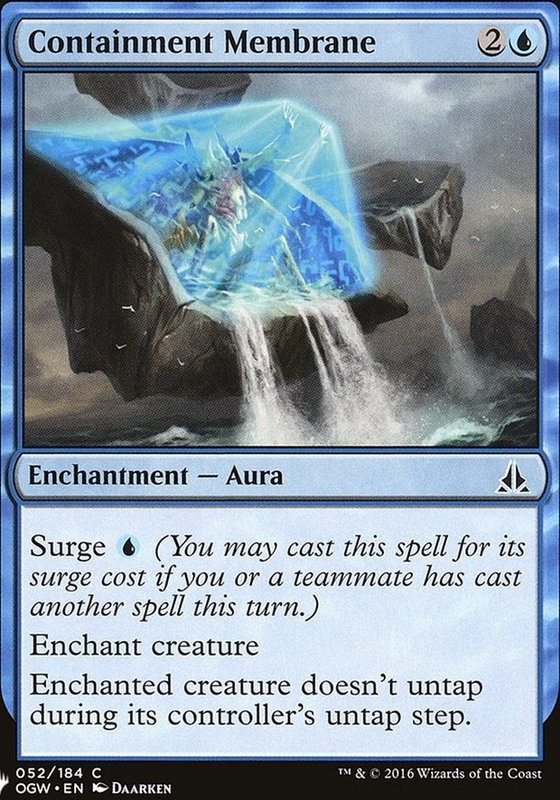 Containment Membrane 2
Enchantment — Aura
Surge (You may cast this spell for its
surge cost if you or a teammate has cast
another spell this turn.)
Enchant creature
Enchanted creature doesn't untap
during its controller's untap step.
052/184 C
OGW • EN Daarken
™ & © 2016 Wizards of the Coast